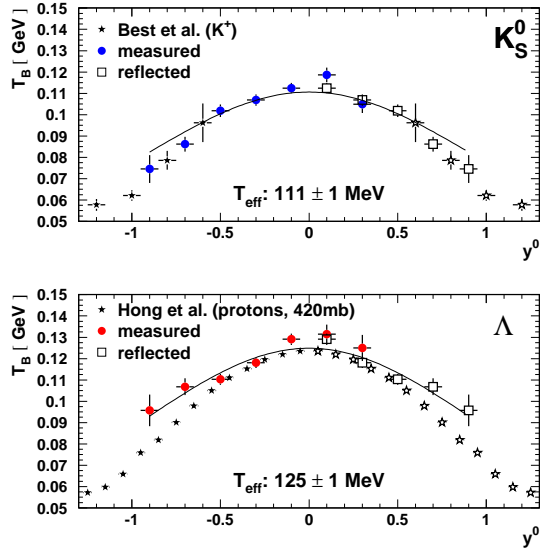 K⁰_S
★ Best et al. (K⁺)
● measured
□ reflected
T_B [ GeV ]
0.15
0.14
0.13
0.12
0.11
0.1
0.09
0.08
0.07
0.06
0.05
T_eff: 111 ± 1 MeV
-1 -0.5 0 0.5 1
y⁰
Λ
★ Hong et al. (protons, 420mb)
● measured
□ reflected
T_B [ GeV ]
0.15
0.14
0.13
0.12
0.11
0.1
0.09
0.08
0.07
0.06
0.05
T_eff: 125 ± 1 MeV
-1 -0.5 0 0.5 1
y⁰